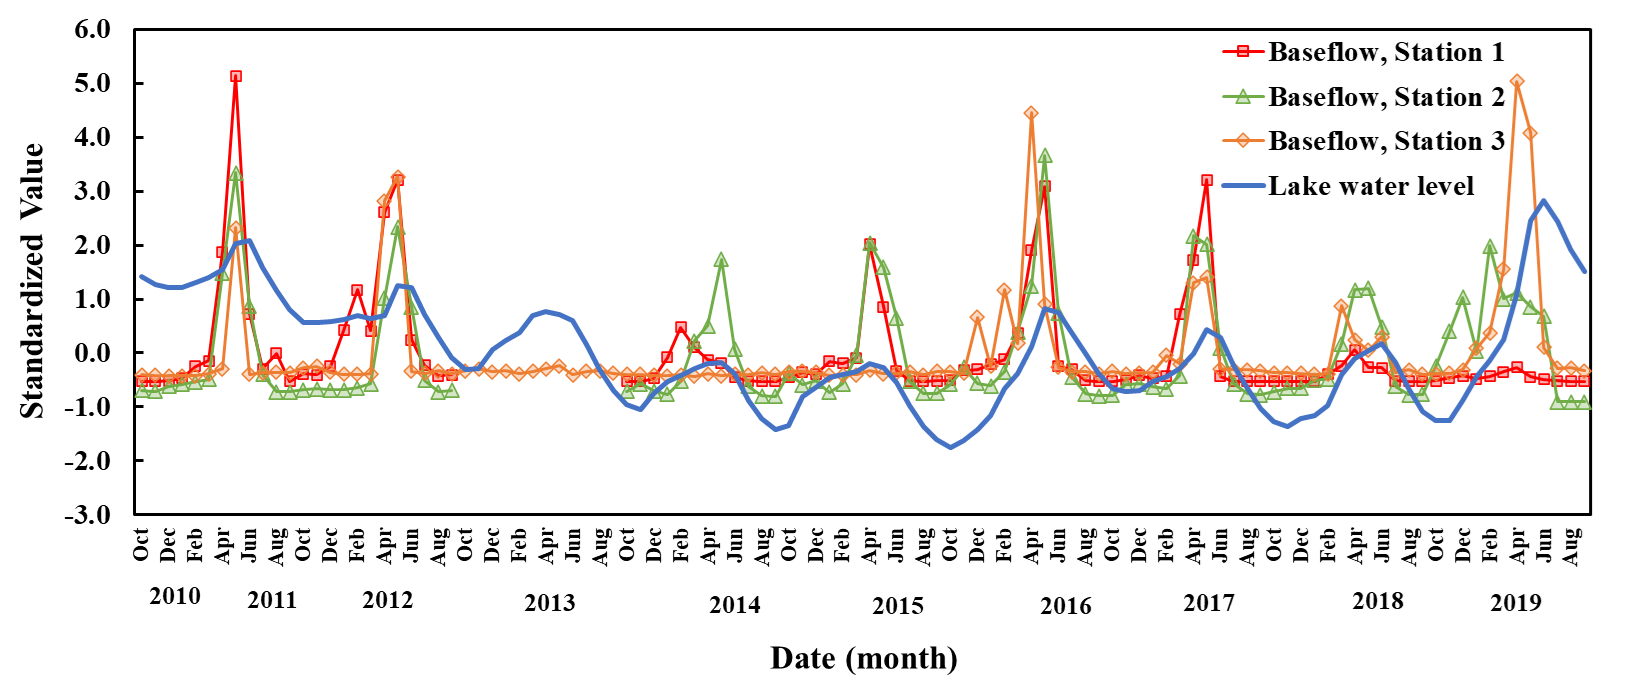 6.0
5.0
4.0
3.0
2.0
1.0
0.0
-1.0
-2.0
-3.0
Standardized Value
Baseflow, Station 1
Baseflow, Station 2
Baseflow, Station 3
Lake water level
Oct Dec Feb Apr Jun Aug Oct Dec Feb Apr Jun Aug Oct Dec Feb Apr Jun Aug Oct Dec Feb Apr Jun Aug Oct Dec Feb Apr Jun Aug Oct Dec Feb Apr Jun Aug Oct Dec Feb Apr Jun Aug Oct Dec Feb Apr Jun Aug Oct Dec Feb Apr Jun Aug
2010 2011 2012 2013 2014 2015 2016 2017 2018 2019
Date (month)